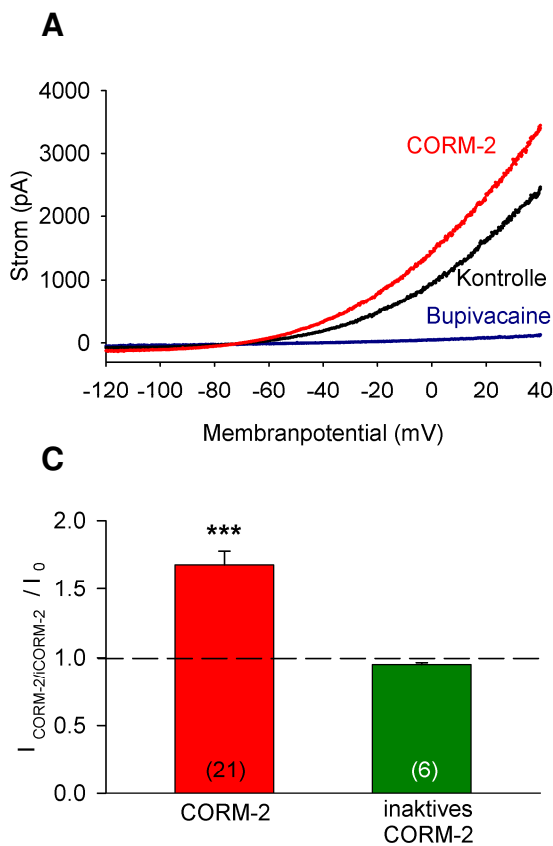 A
4000
3000
2000
1000
0
Strom (pA)
CORM-2
Kontrolle
Bupivacaine
-120 -100 -80 -60 -40 -20 0 20 40
Membranpotential (mV)
C
2.0
1.5
1.0
0.5
0.0
I CORM-2/iCORM-2 / I 0
***
(21)
(6)
CORM-2
inaktives
CORM-2